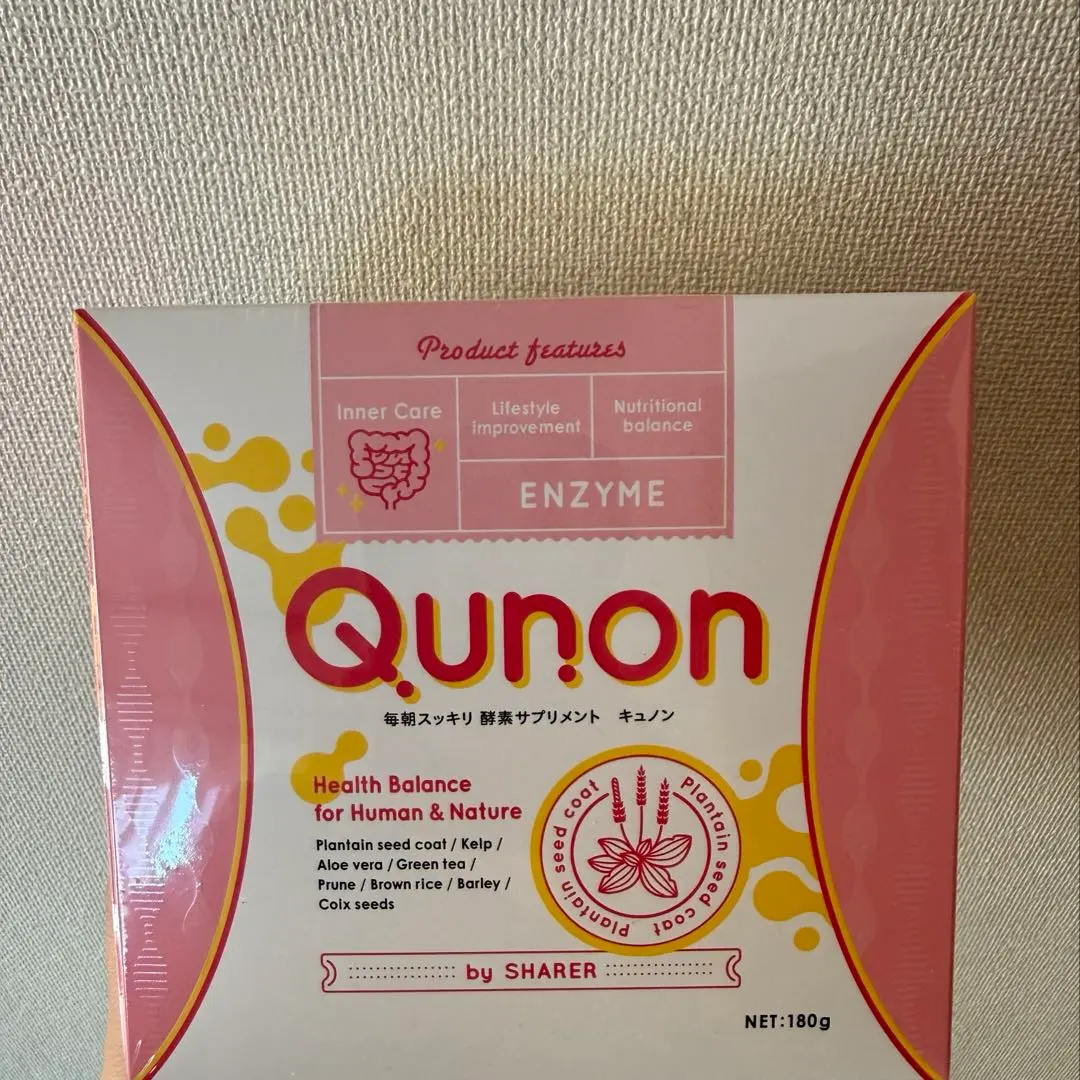 Product features
Inner Care
Lifestyle
improvement
Nutritional
balance
ENZYME
Qunon
毎朝スッキリ 酵素サプリメント キュノン
Health Balance
for Human & Nature
Plantain seed coat / Kelp /
Aloe vera / Green tea /
Prune / Brown rice / Barley /
Coix seeds
Plantain seed coat
Plantain seed coat
by SHARER
NET:180g